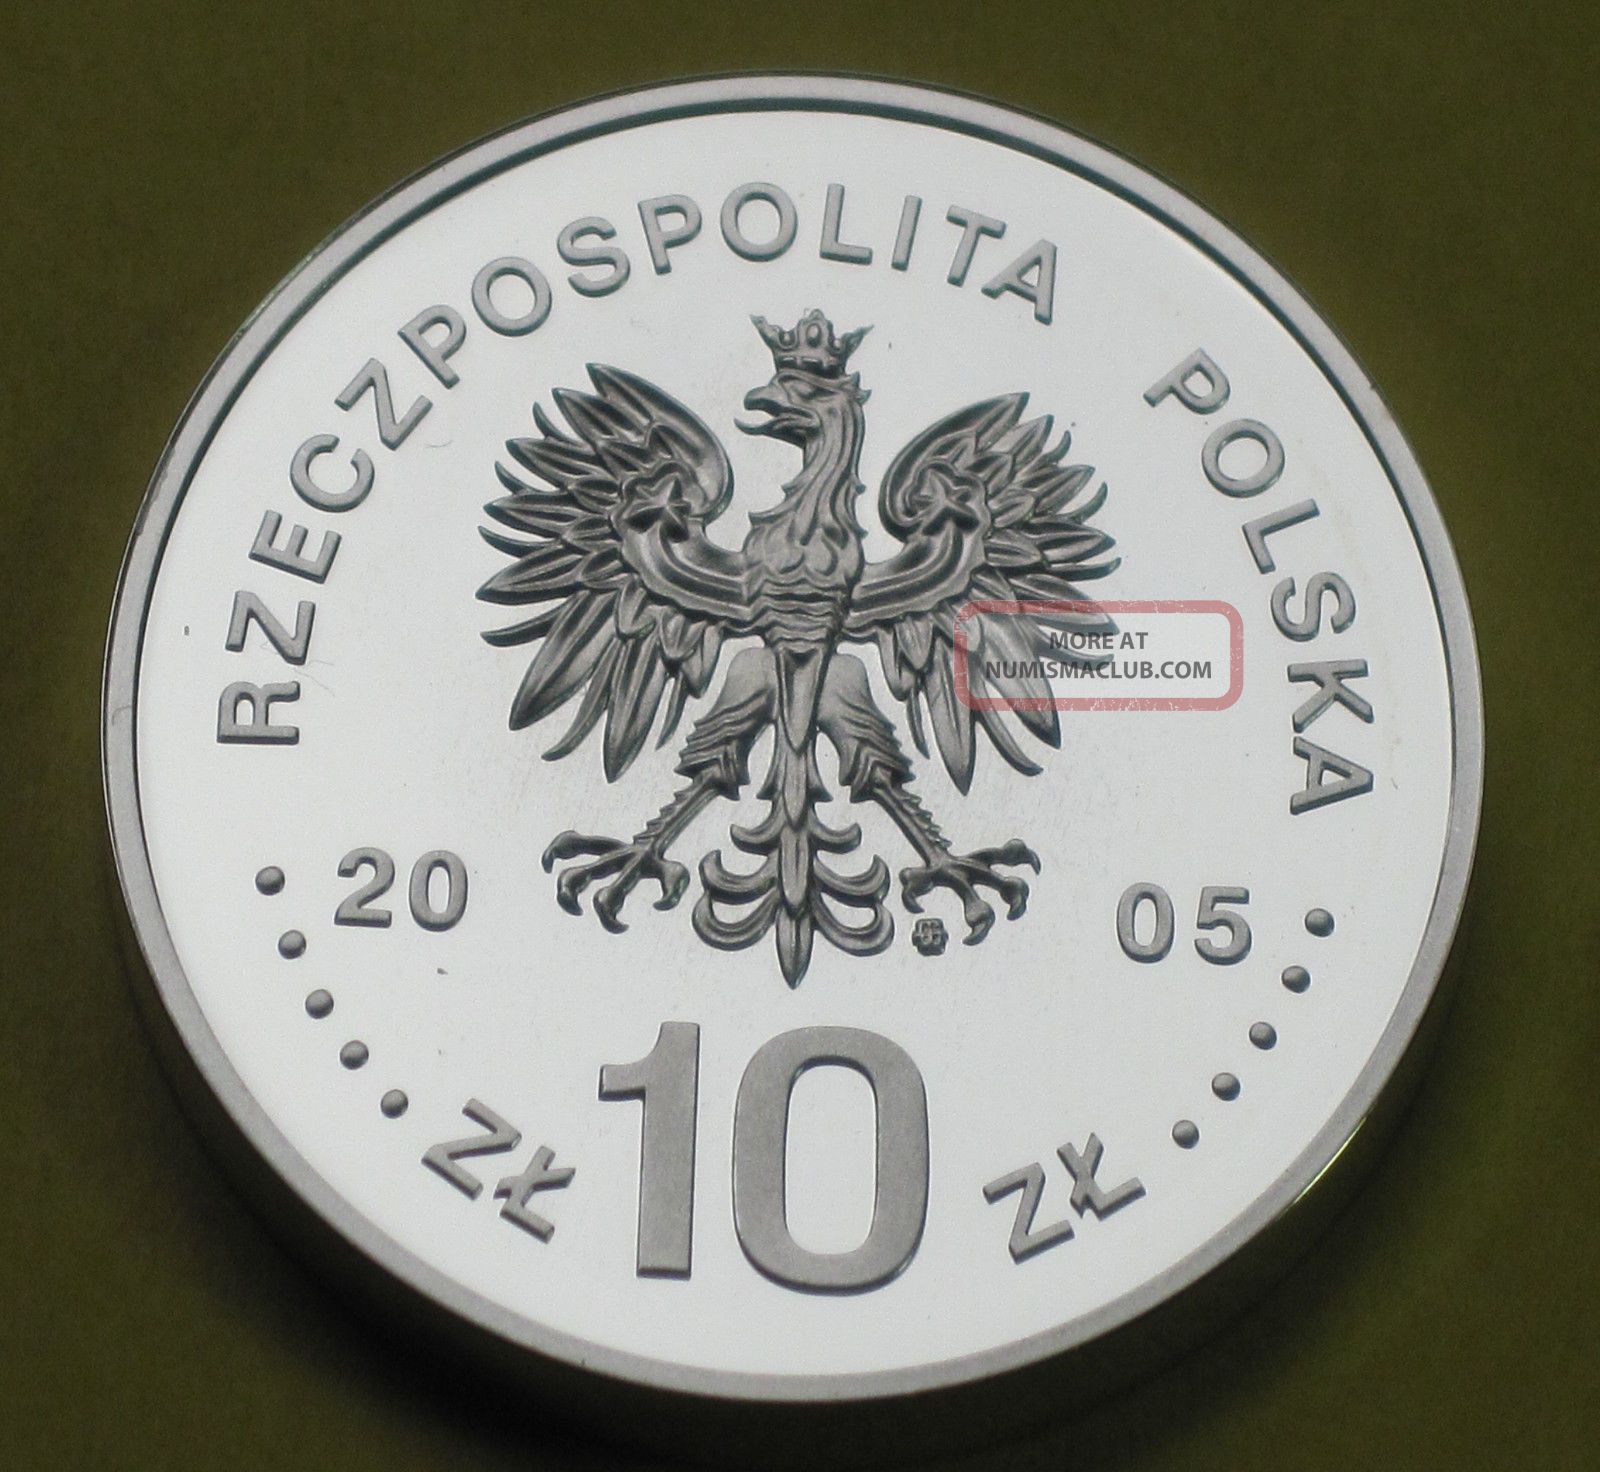 RZECZPOSPOLITA POLSKA
20 05
ZŁ 10 ZŁ
MORE AT
NUMISMACLUB.COM